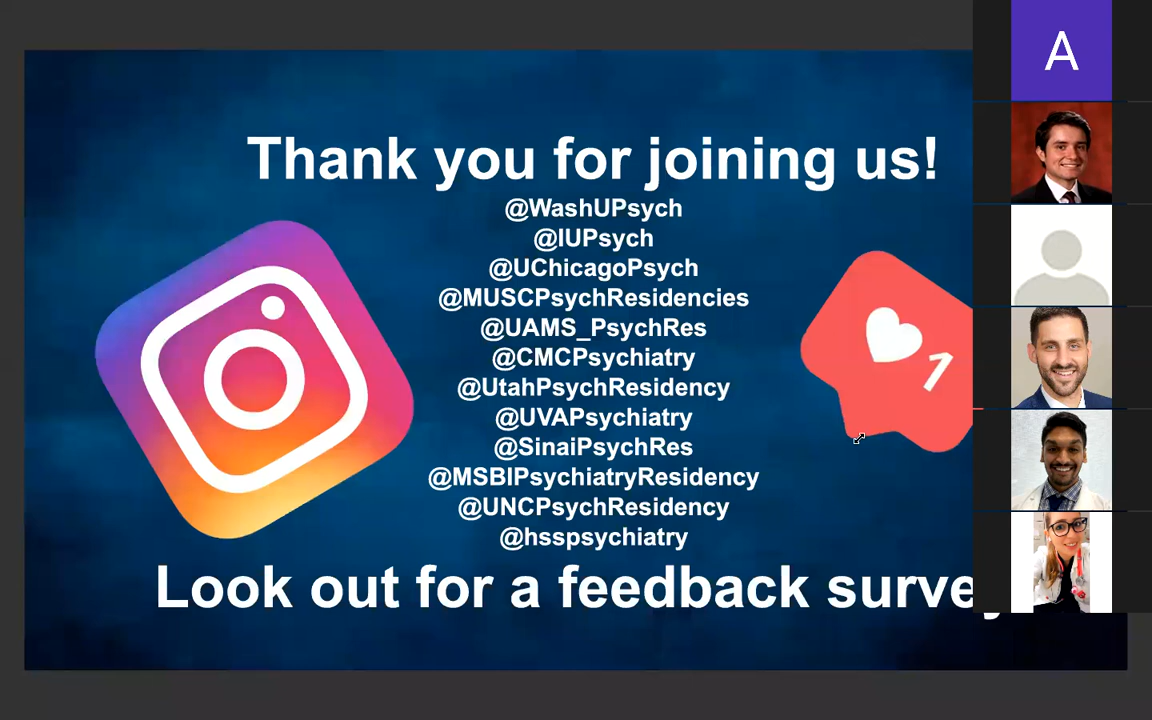 Thank you for joining us!
@WashUPsych
@IUPsych
@UChicagoPsych
@MUSCPsychResidencies
@UAMS_PsychRes
@CMCPsychiatry
@UtahPsychResidency
@UVAPsychiatry
@SinaiPsychRes
@MSBIPsychiatryResidency
@UNCPsychResidency
@hsspsychiatry
Look out for a feedback survey
1
A